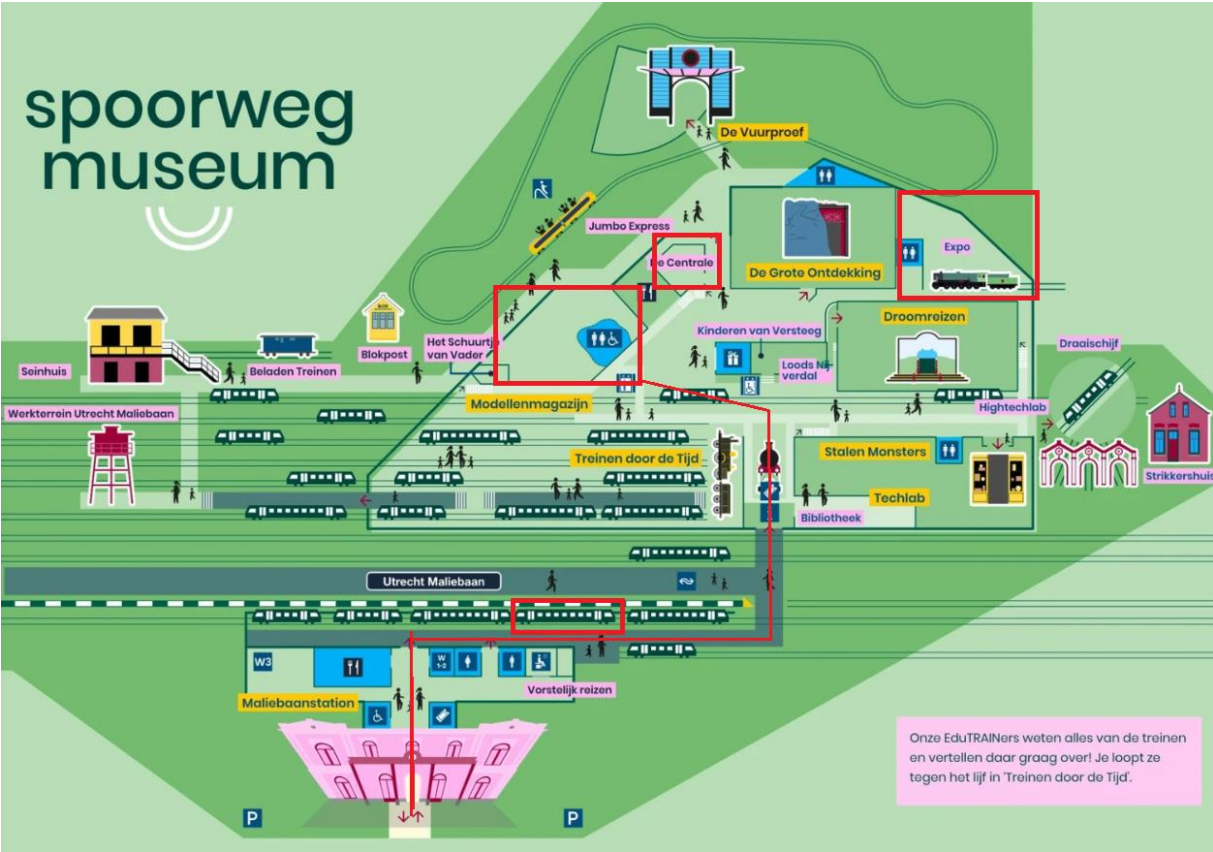 spoorweg
museum
De Vuurproef
Jumbo Express
De Centrale
De Grote Ontdekking
Expo
Droomreizen
Kinderen van Versteeg
Loods Nij
verdal
Draaischijf
Het Schuurtje
van Vader
Blokpost
Beladen Treinen
Seinhuis
Modellenmagazijn
Hightechlab
Werkterrein Utrecht Maliebaan
Treinen door de Tijd
Stalen Monsters
Strikkershuis
Techlab
Bibliotheek
Utrecht Maliebaan
W3
W
1-2
Vorstelijk reizen
Maliebaanstation
P
P
Onze EduTRAINers weten alles van de treinen
en vertellen daar graag over! Je loopt ze
tegen het lijf in 'Treinen door de Tijd'.